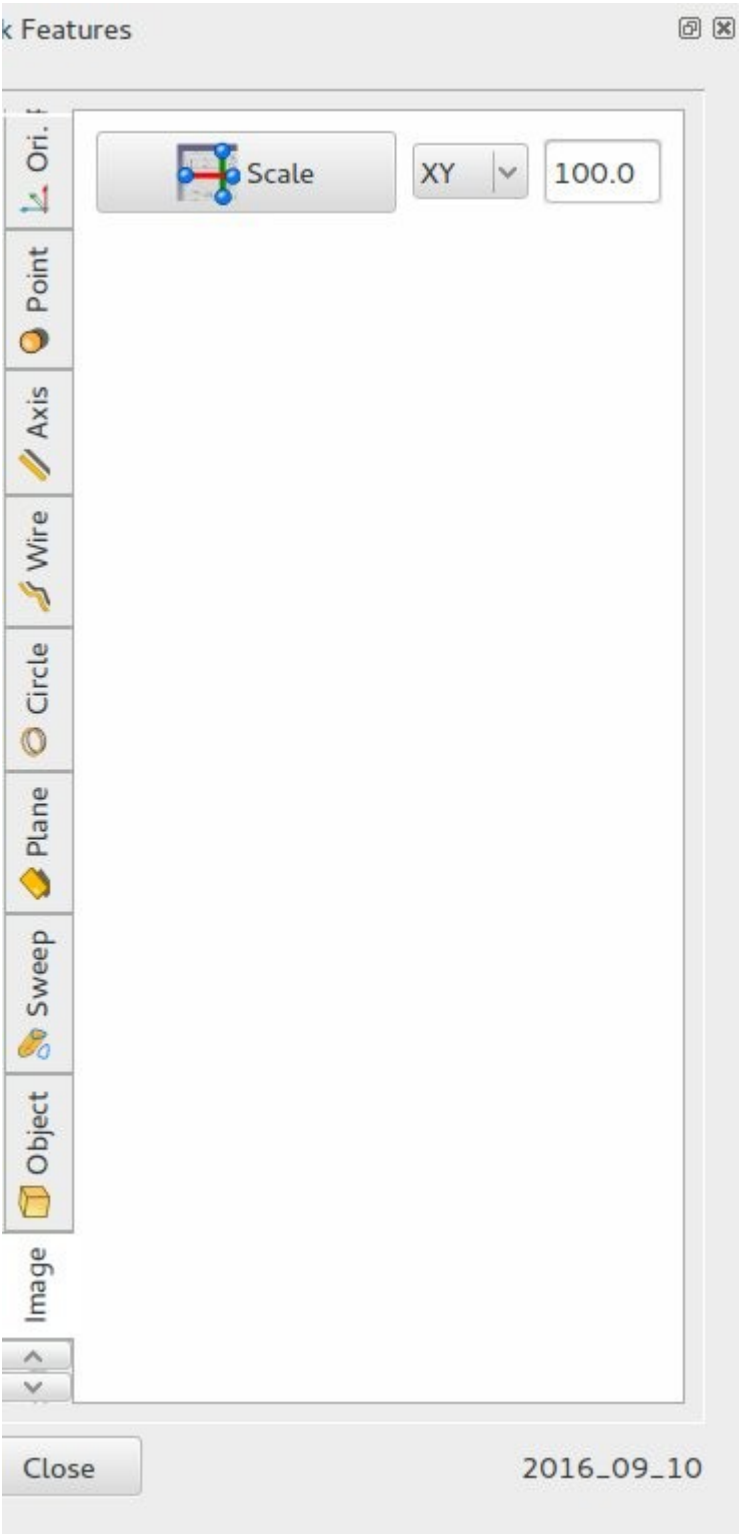 k Features
Ori.
Scale XY 100.0
Point
Axis
Wire
Circle
Plane
Sweep
Object
Image
Close 2016_09_10